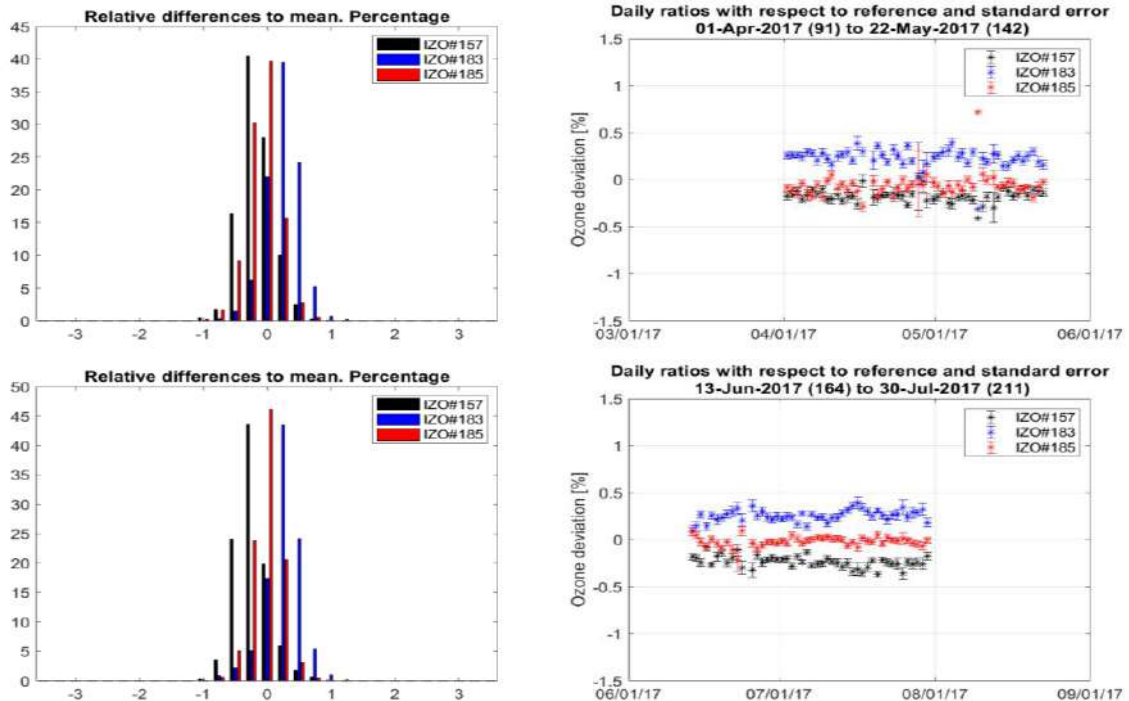 Relative differences to mean. Percentage
45
40
35
30
25
20
15
10
5
0
IZO#157
IZO#183
IZO#185
-3 -2 -1 0 1 2 3
Daily ratios with respect to reference and standard error
01-Apr-2017 (91) to 22-May-2017 (142)
Ozone deviation [%]
1.5
1
0.5
0
-0.5
-1
-1.5
IZO#157
IZO#183
IZO#185
03/01/17 04/01/17 05/01/17 06/01/17
Relative differences to mean. Percentage
50
45
40
35
30
25
20
15
10
5
0
IZO#157
IZO#183
IZO#185
-3 -2 -1 0 1 2 3
Daily ratios with respect to reference and standard error
13-Jun-2017 (164) to 30-Jul-2017 (211)
Ozone deviation [%]
1.5
1
0.5
0
-0.5
-1
-1.5
IZO#157
IZO#183
IZO#185
06/01/17 07/01/17 08/01/17 09/01/17